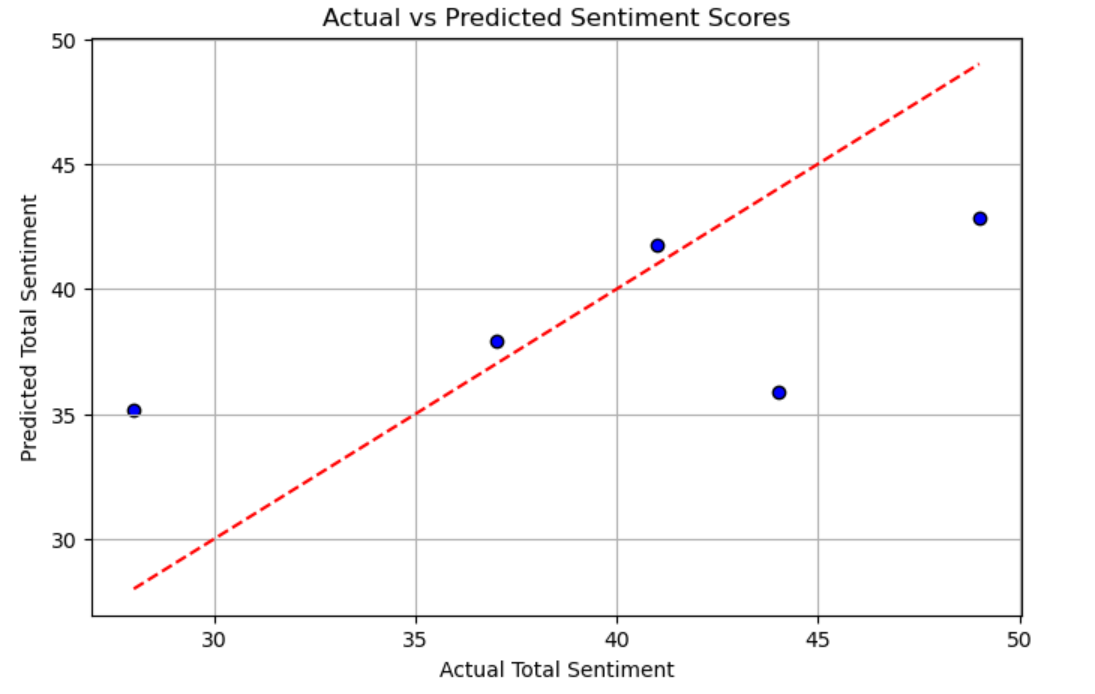 Actual vs Predicted Sentiment Scores
50
45
40
35
30
Predicted Total Sentiment
30 35 40 45 50
Actual Total Sentiment